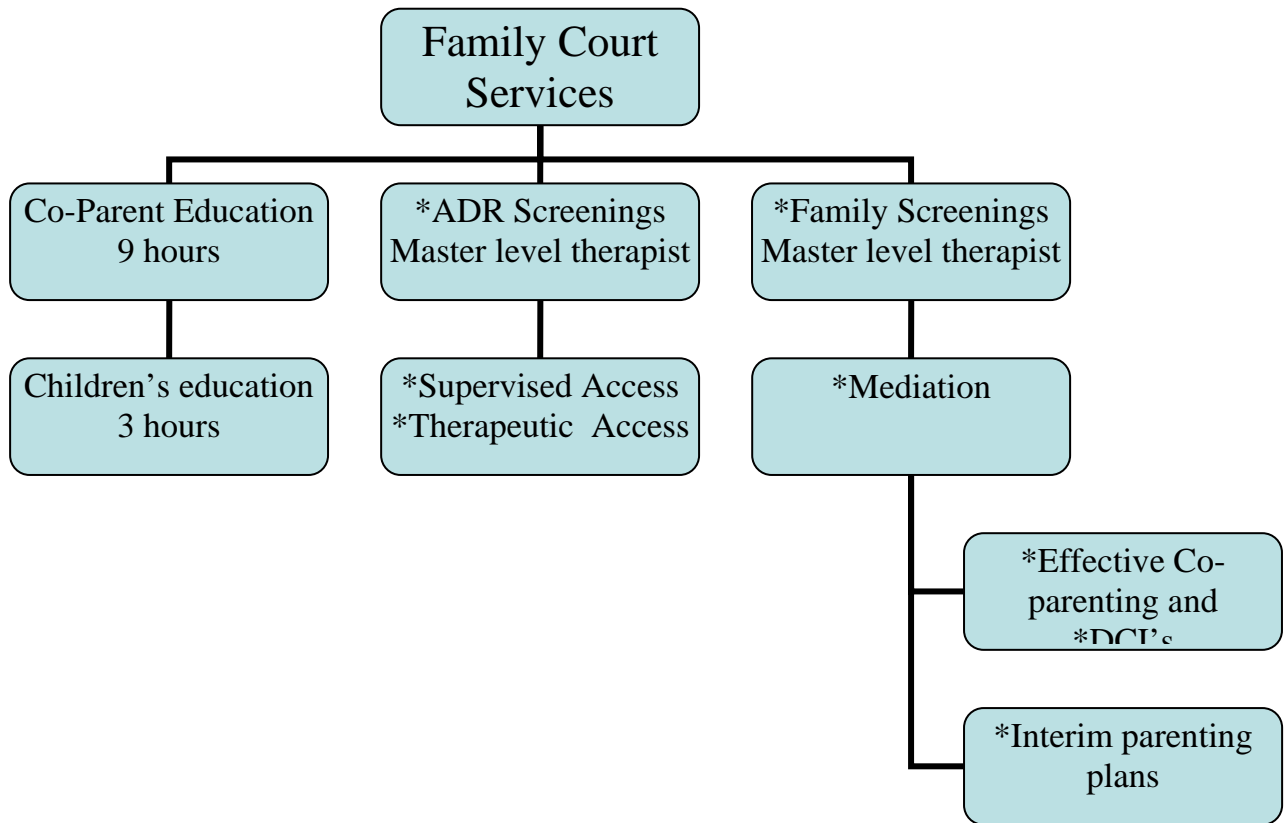 Family Court
Services
Co-Parent Education
9 hours
*ADR Screenings
Master level therapist
*Family Screenings
Master level therapist
Children’s education
3 hours
*Supervised Access
*Therapeutic Access
*Mediation
*Effective Co-
parenting and
*DCI’s
*Interim parenting
plans